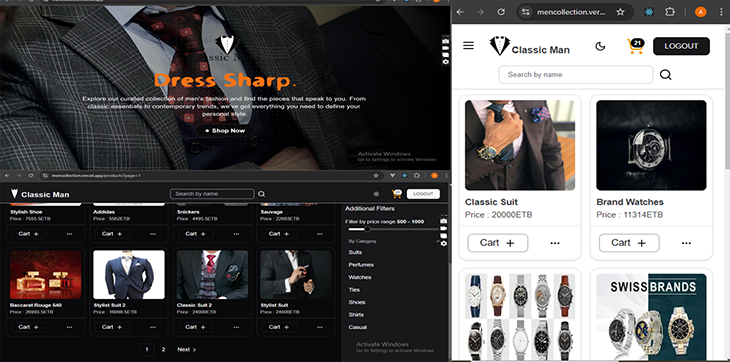 Classic M
Dress Sharp.
Explore our curated collection of men's fashion and find the pieces that speak to you. From
classic essentials to contemporary trends, we've got everything you need to define your
personal style.
Shop Now
Activate Windows
Go to Settings to activate Windows.
mencollection.vercel.app/products?page=1
Classic Man
Search by name
LOGOUT
Stylish Shoe
Price : 7555.5ETB
Cart +
Addidas
Price : 5562ETB
Cart +
Snickers
Price : 4495.5ETB
Cart +
Sauvage
Price : 22993ETB
Cart +
Baccarat Rouge 540
Price : 26993.5ETB
Cart +
Stylist Suit 2
Price : 16998.5ETB
Cart +
Classic Suit 2
Price : 24000ETB
Cart +
Stylist Suit
Price : 24000ETB
Cart +
1 2 Next >
Additional Filters
Filter by price range 500 - 1000
By Category
Suits
Perfumes
Watches
Ties
Shoes
Shirts
Casual
Activate Windows
Go to Settings to activate Windows.
mencollection.ver...
A
Classic Man
21
LOGOUT
Search by name
Classic Suit
Price : 20000ETB
Cart +
Brand Watches
Price : 11314ETB
Cart +
SWISS BRANDS